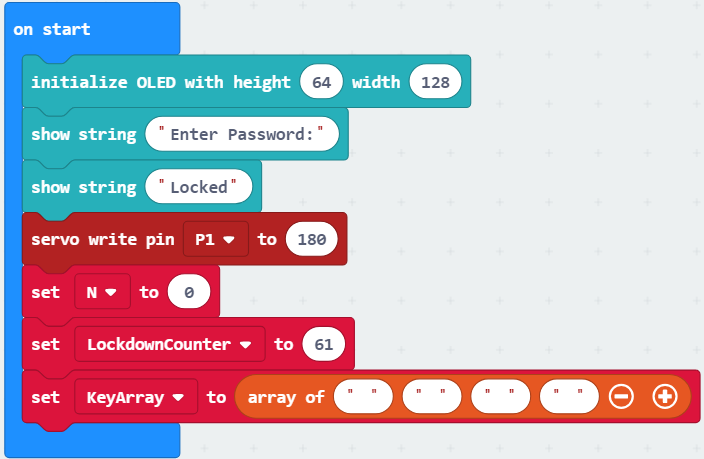 on start
initialize OLED with height 64 width 128
show string "Enter Password:"
show string "Locked"
servo write pin P1 to 180
set N to 0
set LockdownCounter to 61
set KeyArray to array of " " " " " " " "